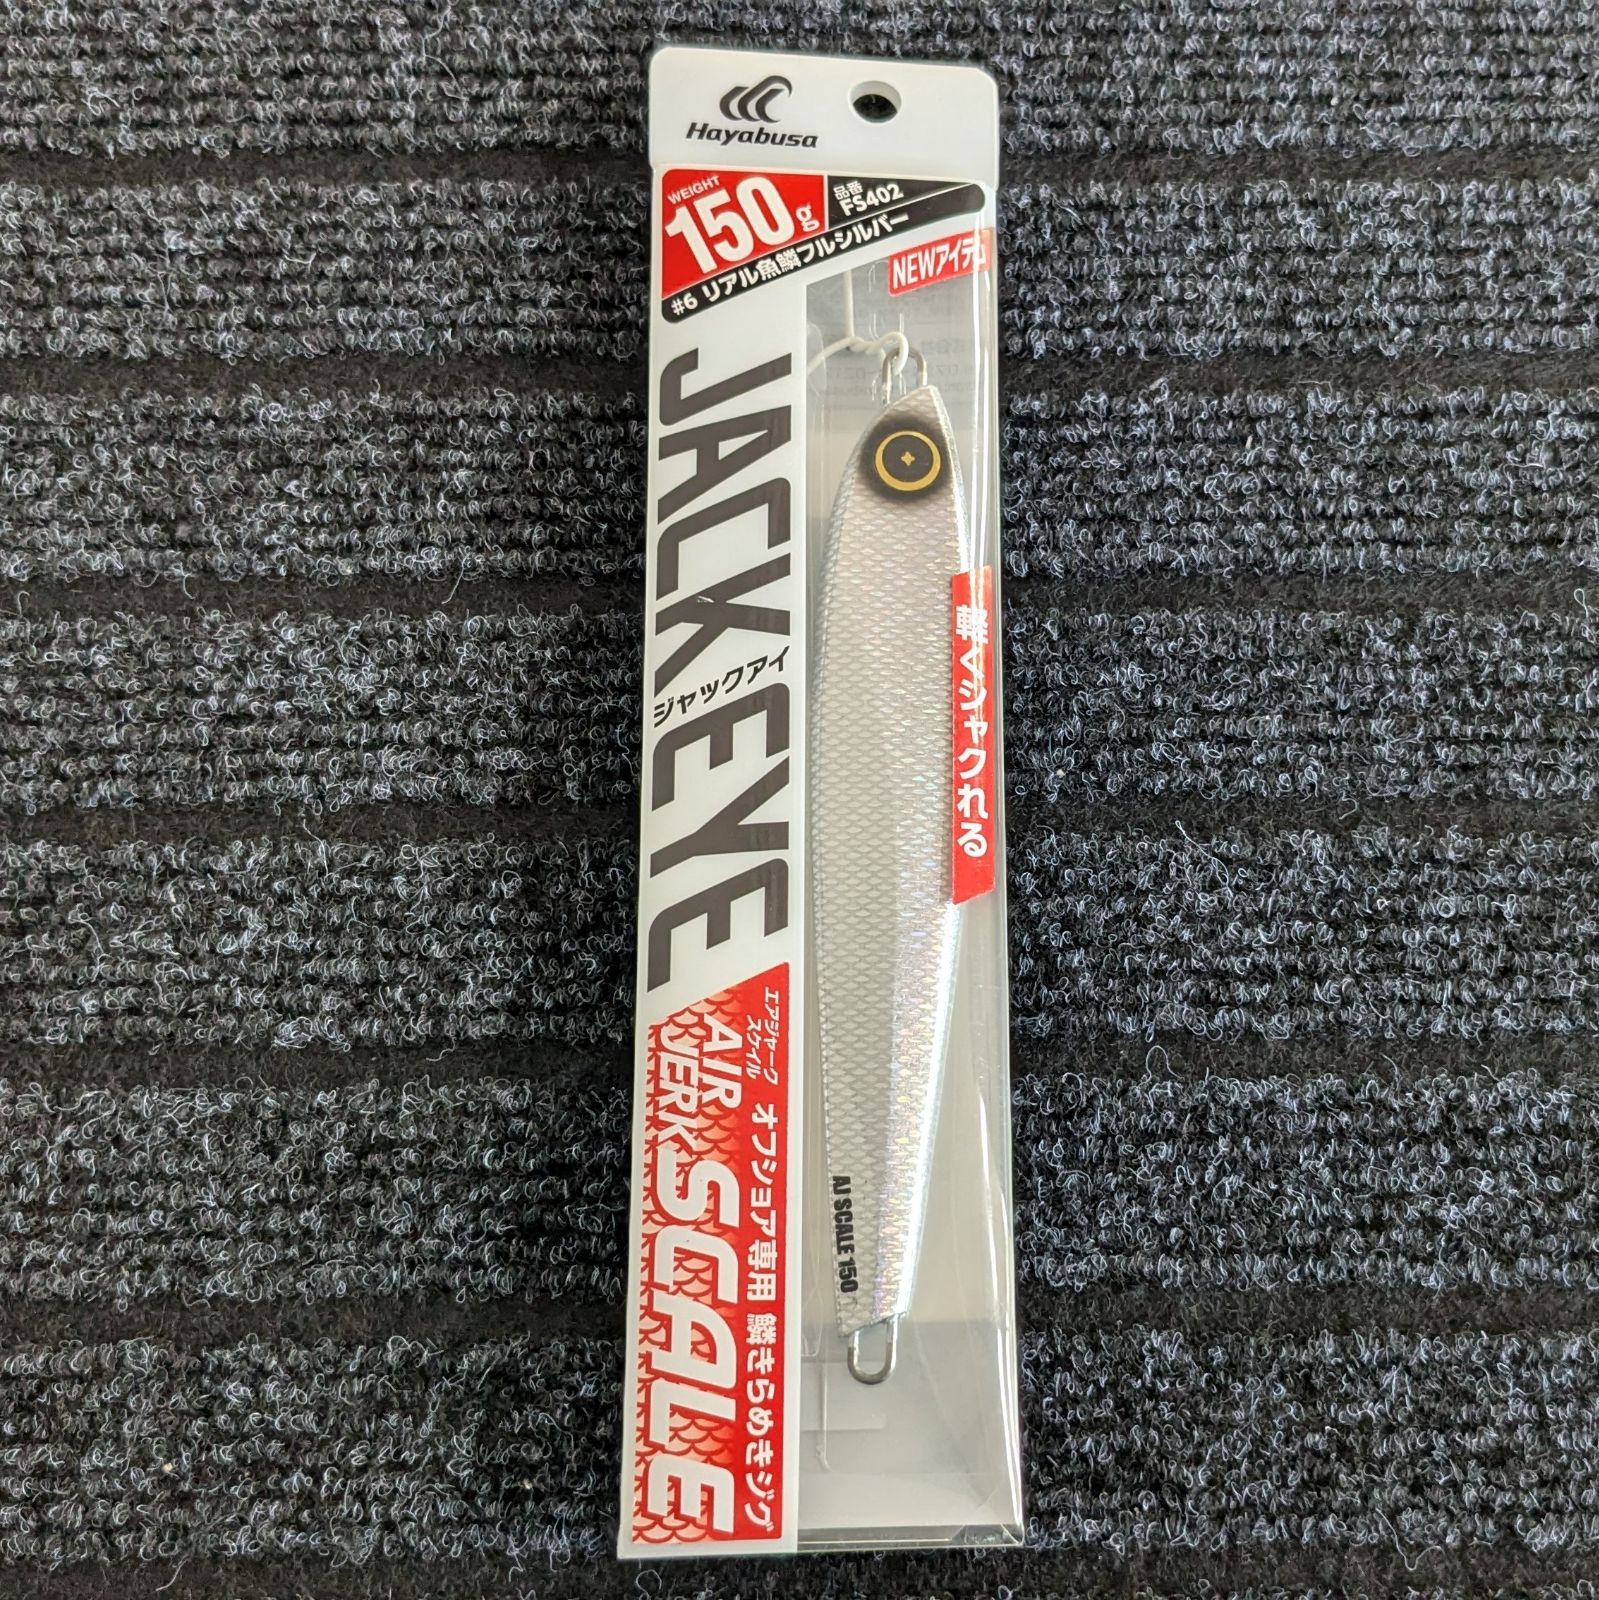 Hayabusa
WEIGHT
150g
品番
FS402
#6 リアル魚鱗フルシルバー
NEWアイテム
JACKEYE
ジャックアイ
軽くジャクれる
エアジャーク
スケイル
AIR
JERK
SCALE
オフショア専用 鱗きらめきジグ
AJ SCALE 150